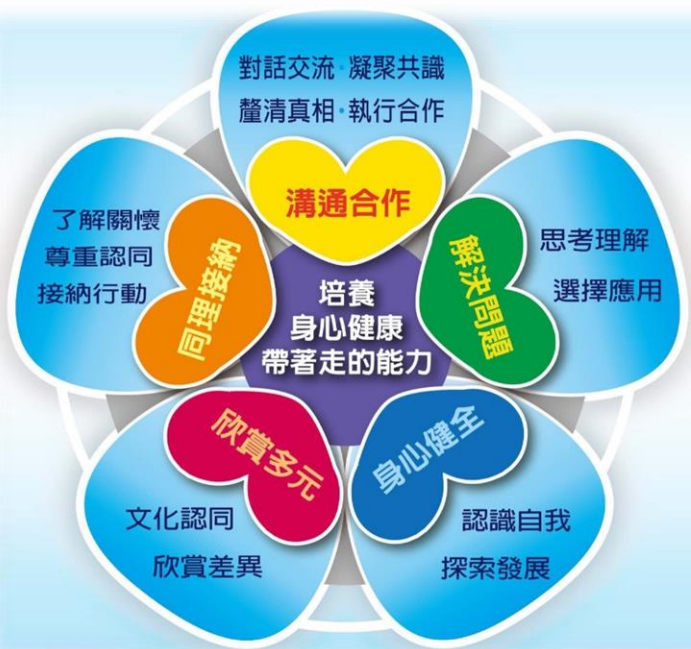 對話交流·凝聚共識
釐清真相·執行合作
溝通合作
解決問題
思考理解
選擇應用
身心健全
認識自我
探索發展
欣賞多元
文化認同
欣賞差異
同理接納
了解關懷
尊重認同
接納行動
培養
身心健康
帶著走的能力